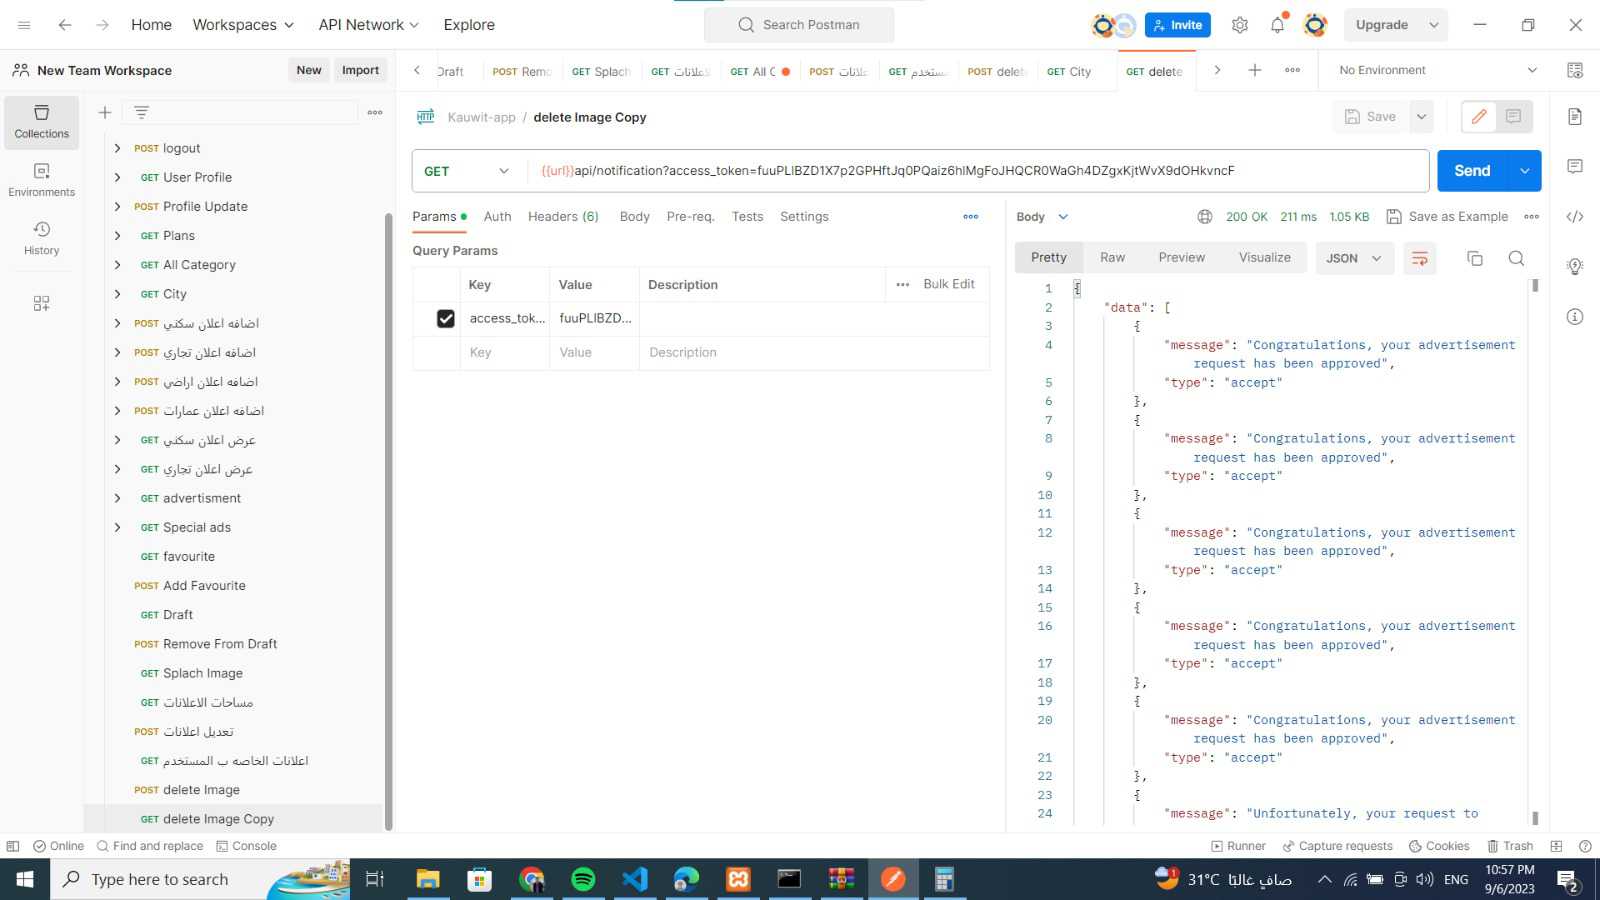 Home Workspaces API Network Explore Search Postman Invite Upgrade
New Team Workspace New Import Draft POST Remo GET Splach GET الاعلانات GET All C POST علانات GET مستخدم POST delet GET City GET delete No Environment
Collections
Environments
History
POST logout
GET User Profile
POST Profile Update
GET Plans
GET All Category
GET City
POST اضافه اعلان سكني
POST اضافه اعلان تجاري
POST اضافه اعلان اراضي
POST اضافه اعلان عمارات
GET عرض اعلان سكني
GET عرض اعلان تجاري
GET advertisment
GET Special ads
GET favourite
POST Add Favourite
GET Draft
POST Remove From Draft
GET Splach Image
GET مساحات الاعلانات
POST تعديل اعلانات
GET اعلانات الخاصه ب المستخدم
POST delete Image
GET delete Image Copy
HTTP Kauwit-app / delete Image Copy Save
GET {{url}}api/notification?access_token=fuuPLIBZD1X7p2GPHftJq0PQaiz6hIMgFoJHQCR0WaGh4DZgxKjtWvX9dOHkvncF Send
Params Auth Headers (6) Body Pre-req. Tests Settings
Query Params
Key Value Description Bulk Edit
access_tok... fuuPLIBZD...
Key Value Description
Body 200 OK 211 ms 1.05 KB Save as Example
Pretty Raw Preview Visualize JSON
1 {
2 "data": [
3 {
4 "message": "Congratulations, your advertisement
request has been approved",
5 "type": "accept"
6 },
7 {
8 "message": "Congratulations, your advertisement
request has been approved",
9 "type": "accept"
10 },
11 {
12 "message": "Congratulations, your advertisement
request has been approved",
13 "type": "accept"
14 },
15 {
16 "message": "Congratulations, your advertisement
request has been approved",
17 "type": "accept"
18 },
19 {
20 "message": "Congratulations, your advertisement
request has been approved",
21 "type": "accept"
22 },
23 {
24 "message": "Unfortunately, your request to
Online Find and replace Console Runner Capture requests Cookies Trash
Type here to search 1 31°C صافٍ غالبًا ENG 10:57 PM
9/6/2023 2